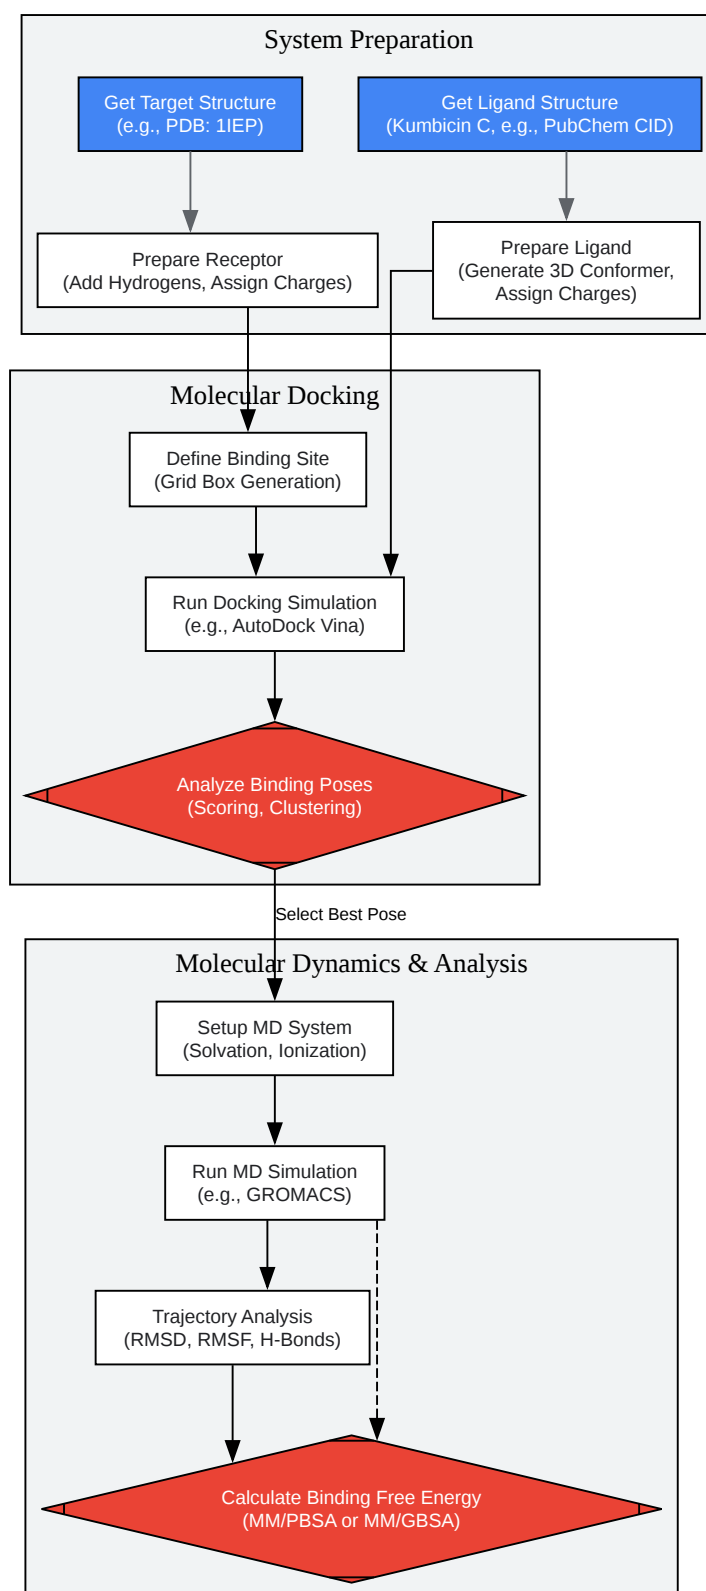 System Preparation
Get Target Structure
(e.g., PDB: 1IEP)
Get Ligand Structure
(Kumbicin C, e.g., PubChem CID)
Prepare Receptor
(Add Hydrogens, Assign Charges)
Prepare Ligand
(Generate 3D Conformer,
Assign Charges)
Molecular Docking
Define Binding Site
(Grid Box Generation)
Run Docking Simulation
(e.g., AutoDock Vina)
Analyze Binding Poses
(Scoring, Clustering)
Select Best Pose
Molecular Dynamics & Analysis
Setup MD System
(Solvation, Ionization)
Run MD Simulation
(e.g., GROMACS)
Trajectory Analysis
(RMSD, RMSF, H-Bonds)
Calculate Binding Free Energy
(MM/PBSA or MM/GBSA)